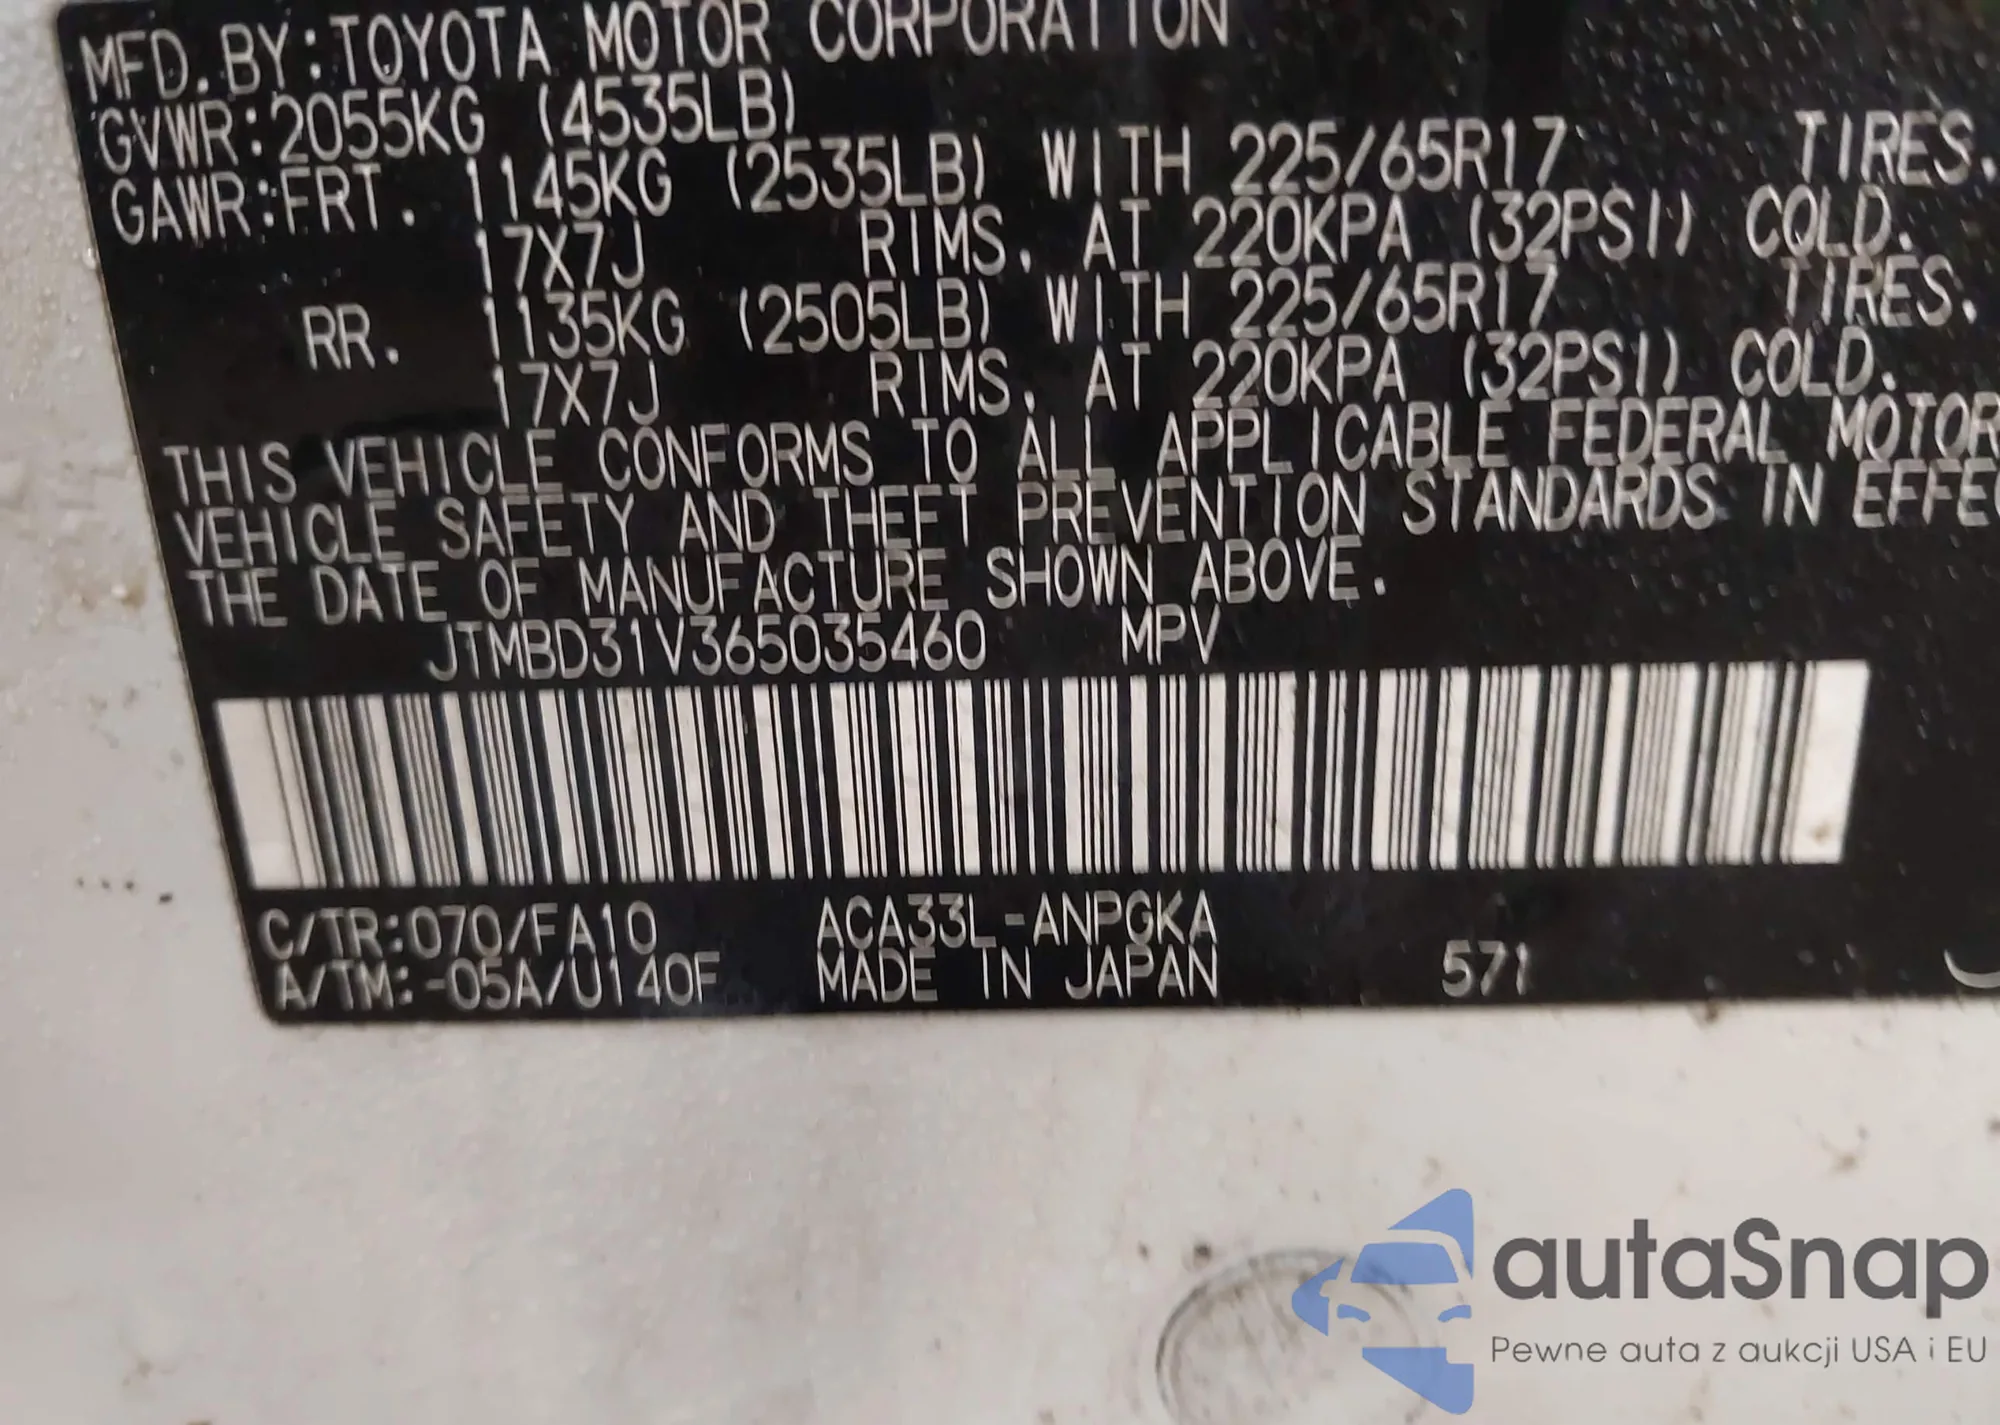 MFD. BY: TOYOTA MOTOR CORPORATION
GVWR: 2055KG (4535LB)
GAWR: FRT. 1145KG (2535LB) WITH 225/65R17 TIRES.
17X7J RIMS, AT 220KPA (32PSI) COLD.
RR. 1135KG (2505LB) WITH 225/65R17 TIRES.
17X7J RIMS, AT 220KPA (32PSI) COLD.
THIS VEHICLE CONFORMS TO ALL APPLICABLE FEDERAL MOTOR
VEHICLE SAFETY AND THEFT PREVENTION STANDARDS IN EFFEC
THE DATE OF MANUFACTURE SHOWN ABOVE.
JTMBD31V365035460 MPV
C/TR: 070/FA10 ACA33L-ANPGKA
A/TM: -05A/U140F MADE IN JAPAN 571
autoSnap
Pewne auta z aukcji USA i EU